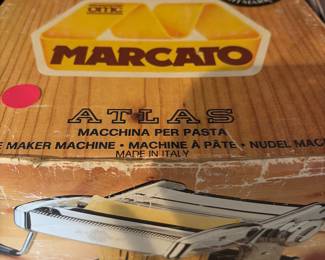 omc
MARCATO
ATLAS
MACCHINA PER PASTA
MAKER MACHINE • MACHINE À PÂTE • NUDEL MAC
MADE IN ITALY